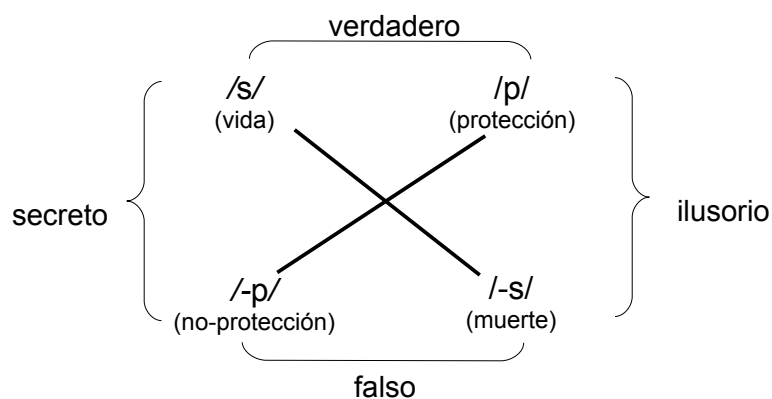 verdadero
/s/ /p/
(vida) (protección)
secreto ilusorio
/-p/ /-s/
(no-protección) (muerte)
falso